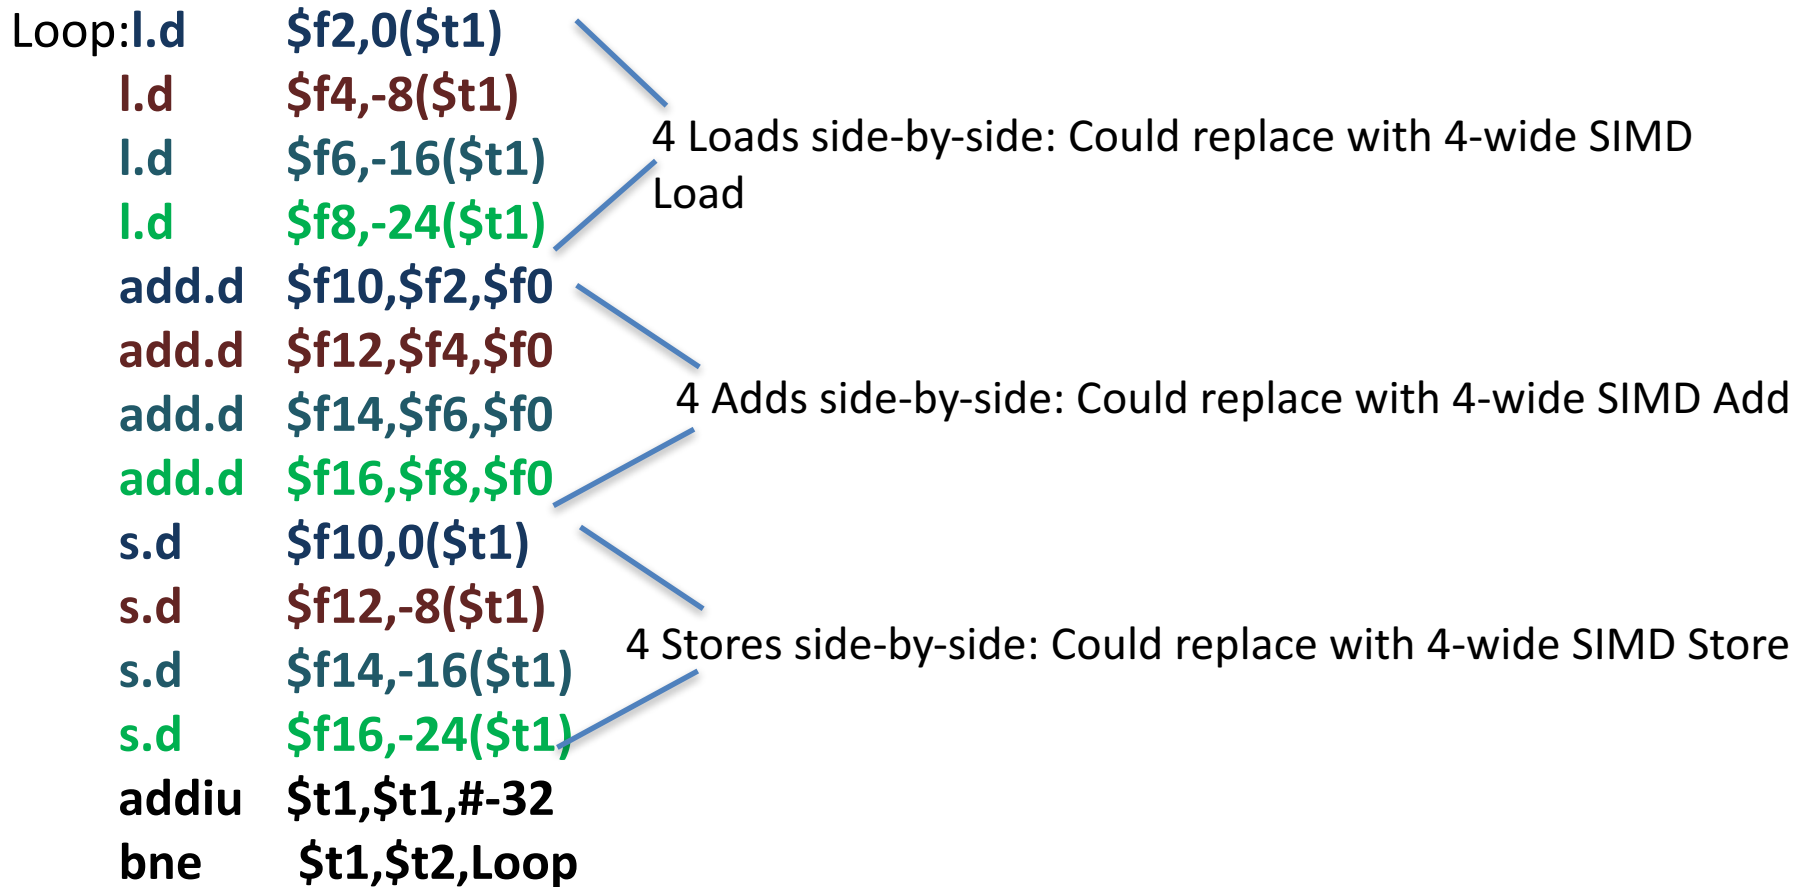 Loop:l.d $f2,0($t1)
l.d $f4,-8($t1)
l.d $f6,-16($t1)
l.d $f8,-24($t1)
4 Loads side-by-side: Could replace with 4-wide SIMD
Load
add.d $f10,$f2,$f0
add.d $f12,$f4,$f0
add.d $f14,$f6,$f0
add.d $f16,$f8,$f0
4 Adds side-by-side: Could replace with 4-wide SIMD Add
s.d $f10,0($t1)
s.d $f12,-8($t1)
s.d $f14,-16($t1)
s.d $f16,-24($t1)
4 Stores side-by-side: Could replace with 4-wide SIMD Store
addiu $t1,$t1,#-32
bne $t1,$t2,Loop